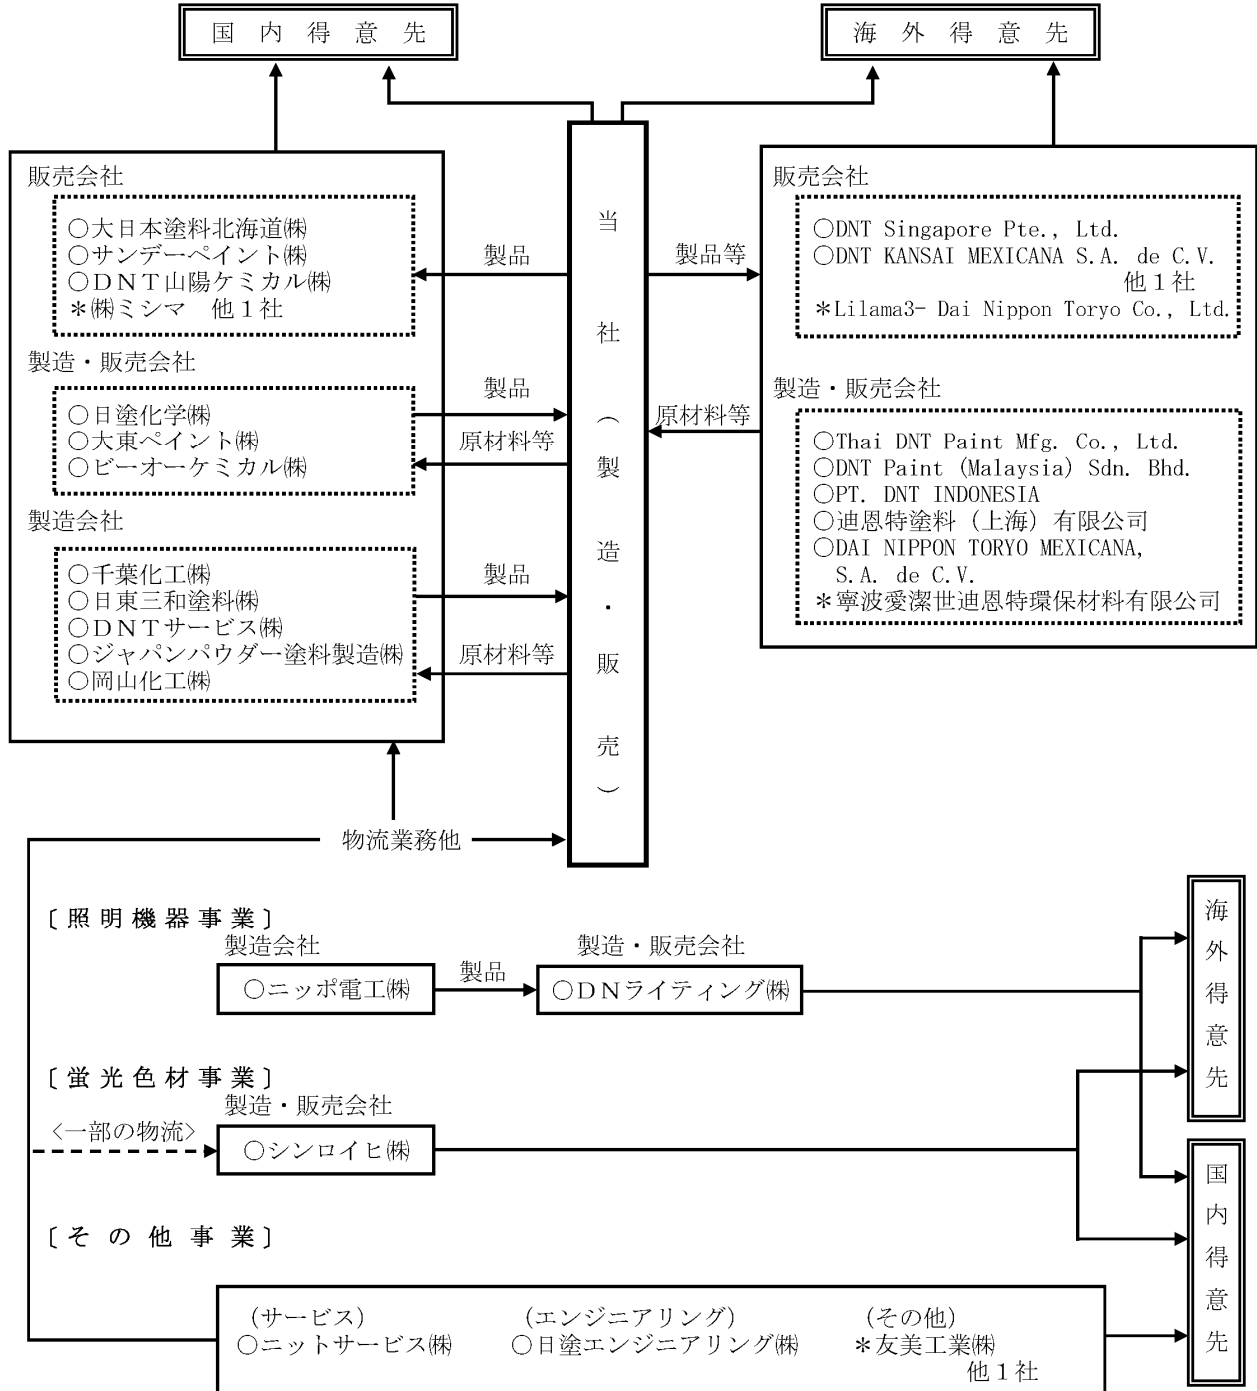 国内得意先
海外得意先
販売会社
○大日本塗料北海道㈱
○サンデーペイント㈱
○DNT山陽ケミカル㈱
＊㈱ミシマ　他1社
製造・販売会社
○日塗化学㈱
○大東ペイント㈱
○ビーオーケミカル㈱
製造会社
○千葉化工㈱
○日東三和塗料㈱
○DNTサービス㈱
○ジャパンパウダー塗料製造㈱
○岡山化工㈱
製品
製品
原材料等
製品
原材料等
当社（製造・販売）
製品等
原材料等
販売会社
○DNT Singapore Pte., Ltd.
○DNT KANSAI MEXICANA S.A. de C.V.
他1社
＊Lilama3- Dai Nippon Toryo Co., Ltd.
製造・販売会社
○Thai DNT Paint Mfg. Co., Ltd.
○DNT Paint (Malaysia) Sdn. Bhd.
○PT. DNT INDONESIA
○迪恩特塗料（上海）有限公司
○DAI NIPPON TORYO MEXICANA,
S.A. de C.V.
＊寧波愛潔世迪恩特環保材料有限公司
物流業務他
〔照明機器事業〕
製造会社
○ニッポ電工㈱
製品
製造・販売会社
○DNライティング㈱
海外得意先
〔蛍光色材事業〕
製造・販売会社
<一部の物流>
○シンロイヒ㈱
国内得意先
〔その他事業〕
(サービス)　(エンジニアリング)　(その他)
○ニットサービス㈱　○日塗エンジニアリング㈱　＊友美工業㈱
他1社